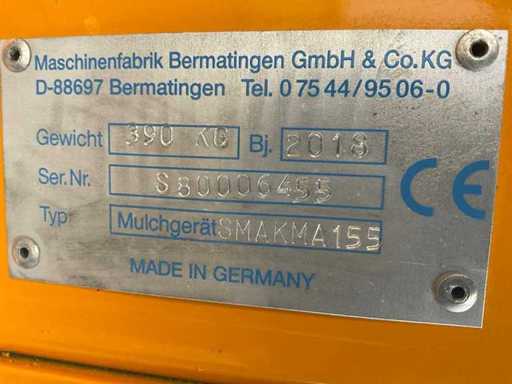 Maschinenfabrik Bermatingen GmbH & Co.KG
D-88697 Bermatingen Tel. 0 75 44/95 06-0
Gewicht 390 KG Bj. 2018
Ser.Nr. S80006455
Typ: Mulchgerät SMAKMA155
CE
MADE IN GERMANY